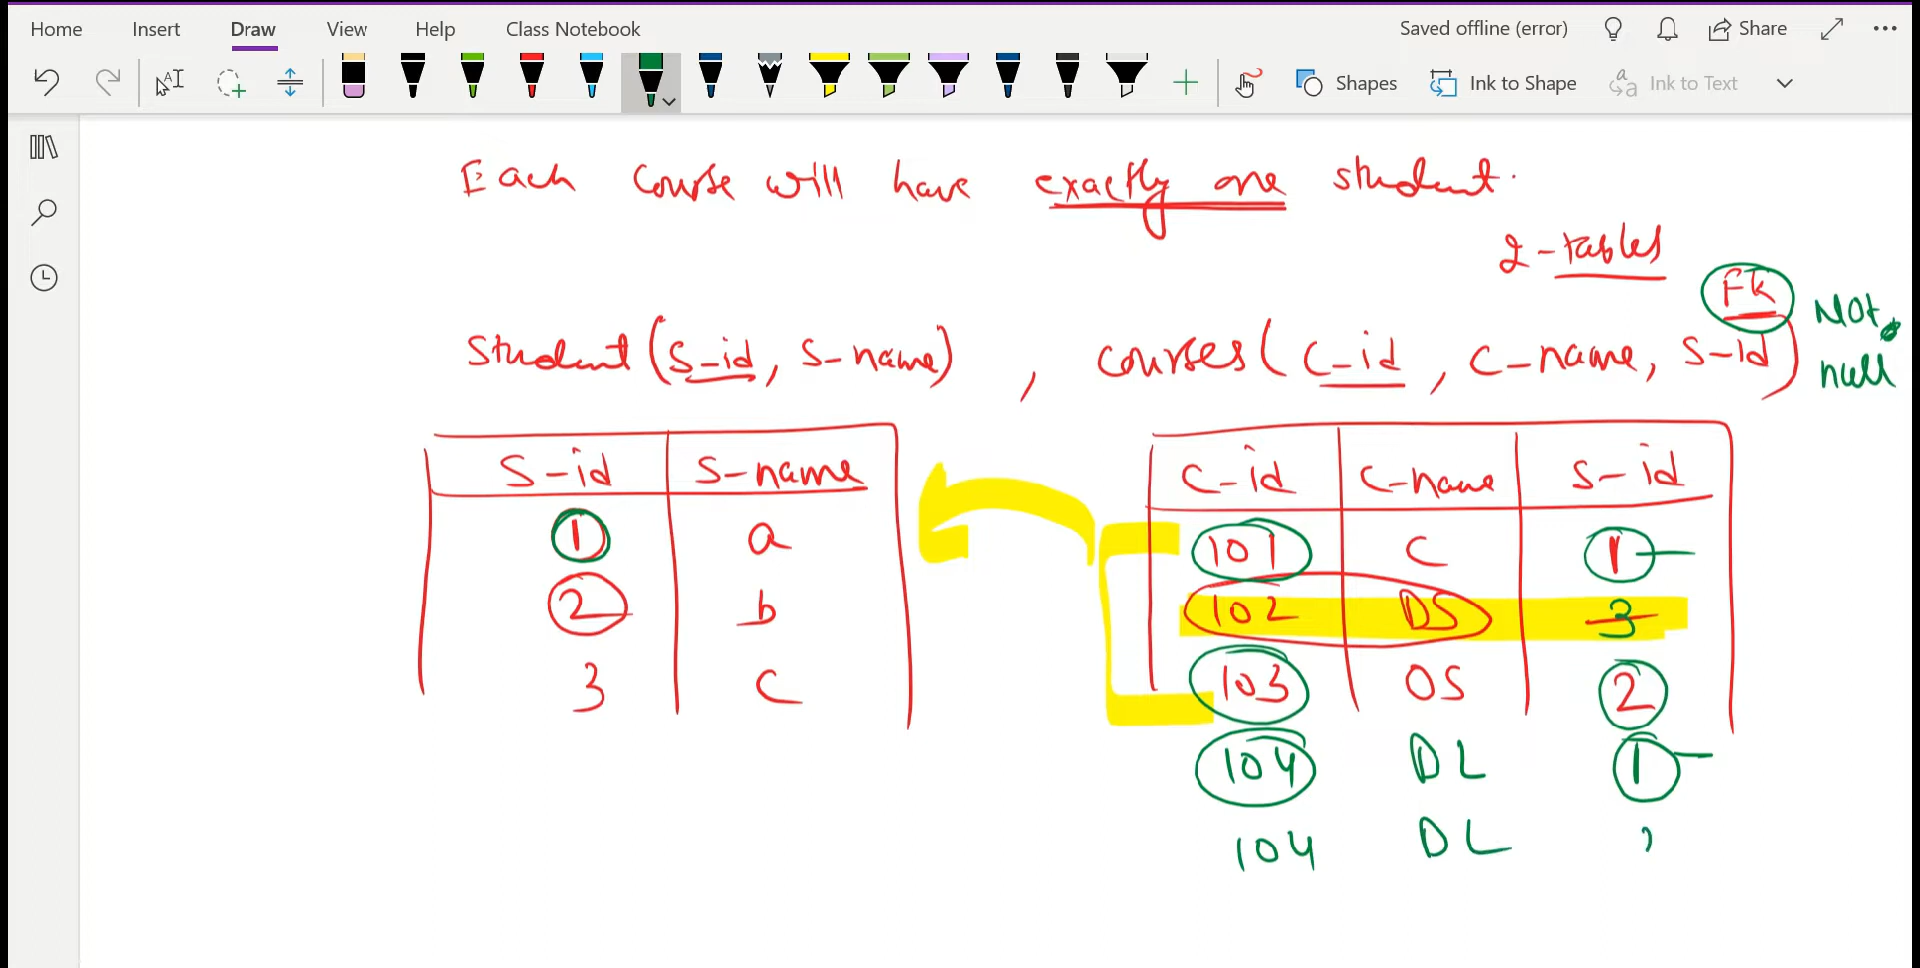 Home Insert Draw View Help Class Notebook Saved offline (error) Share
Shapes Ink to Shape Ink to Text
Each course will have exactly one student.
2-tables
FK Not
Student (S-id, S-name) , courses ( C-id , C-name, S-id) null
S-id S-name C-id C-name S-id
1 a 101 C 1
2 b 102 DS 3
3 c 103 OS 2
104 DL 1
104 DL